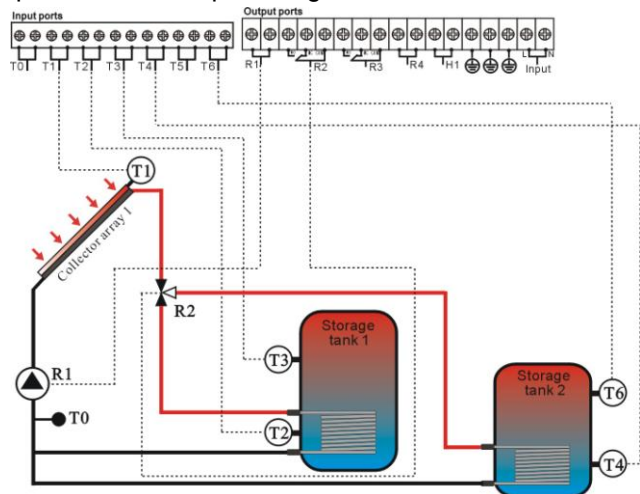 Input ports
Output ports
T0 T1 T2 T3 T4 T5 T6
R1 R2 R3 R4 H1 Input
L N
T1
Collector array 1
R2
Storage
tank 1
T3
R1
T0
T2
Storage
tank 2
T6
T4